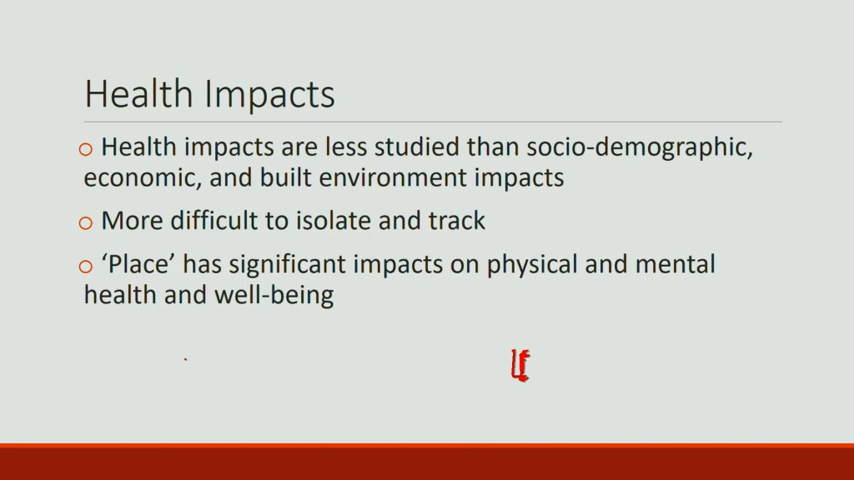 Health Impacts
o Health impacts are less studied than socio-demographic,
economic, and built environment impacts
o More difficult to isolate and track
o ‘Place’ has significant impacts on physical and mental
health and well-being